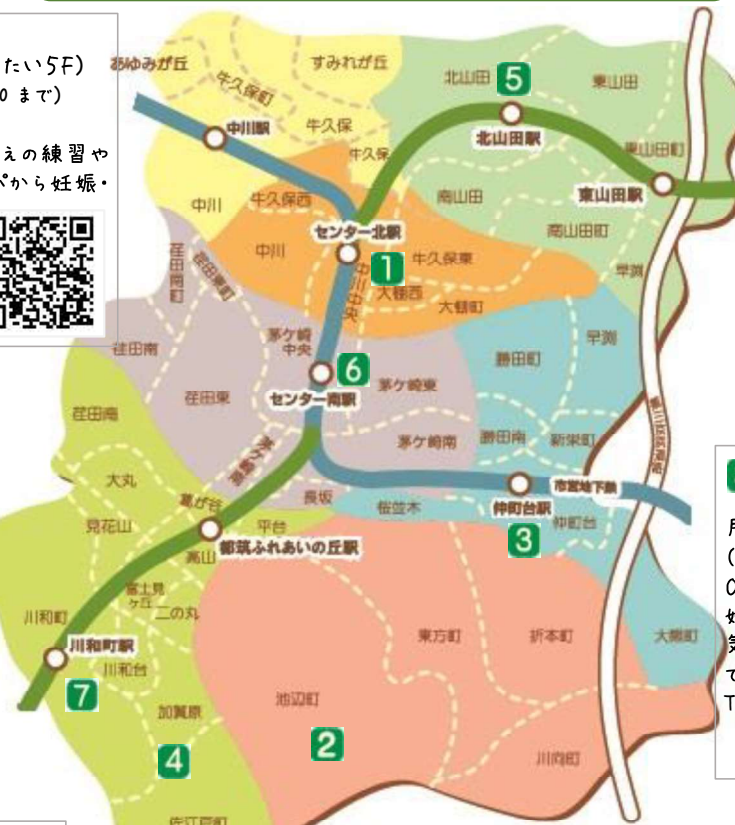 たい5F)
0 まで)
えの練習や
パから妊娠・
あゆみが丘
すみれが丘
牛久保町
北山田
5
東山田
中川駅
牛久保
北山田駅
牛久保
東山田町
東山田駅
中川
牛久保西
南山田
センター北駅
南山田町
荏田南町
荏田東町
中川
1
牛久保東
早渕
中川中央
大棚西
大棚町
荏田南
茅ケ崎
中央
早渕
勝田町
6
荏田東
センター南駅
茅ケ崎東
荏田南
茅ケ崎南
勝田南
新栄町
大丸
長坂
桜並木
仲町台駅
市営地下鉄
葛が谷
見花山
平台
都筑ふれあいの丘駅
仲町台
高山
3
富士見
ヶ丘
二の丸
川和町
川和町駅
東方町
折本町
大熊町
川和台
7
加賀原
池辺町
2
4
川向町
佐江戸町
(
て
T